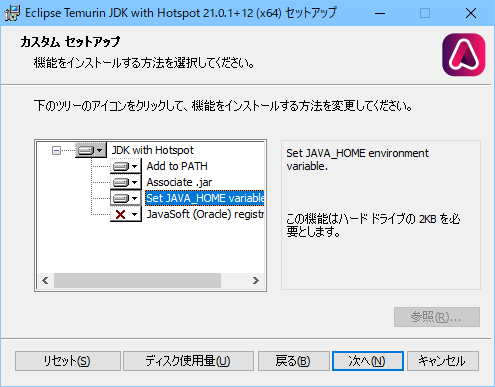 Eclipse Temurin JDK with Hotspot 21.0.1+12 (x64) セットアップ
カスタム セットアップ
機能をインストールする方法を選択してください。
下のツリーのアイコンをクリックして、機能をインストールする方法を変更してください。
JDK with Hotspot
Add to PATH
Associate .jar
Set JAVA_HOME variable
JavaSoft (Oracle) registr
Set JAVA_HOME environment
variable.
この機能はハード ドライブの 2KB を必
要とします。
参照(R)...
リセット(S)
ディスク使用量(U)
戻る(B)
次へ(N)
キャンセル